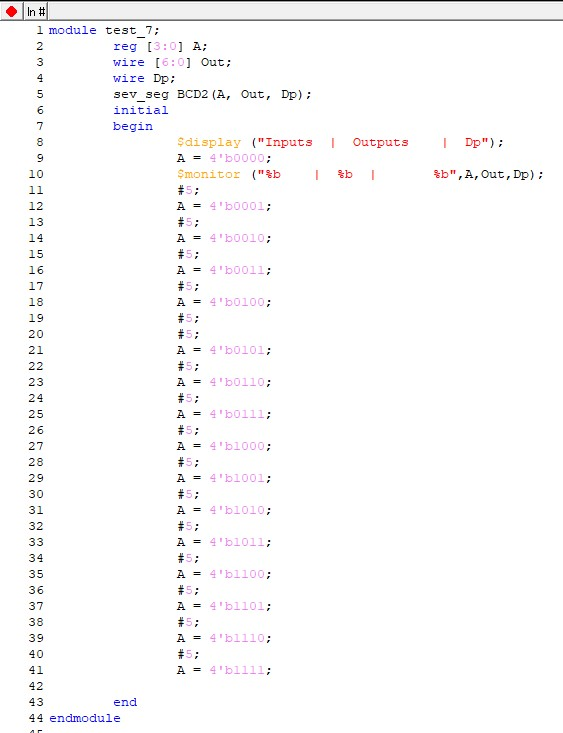 ln #
1 module test_7;
2 reg [3:0] A;
3 wire [6:0] Out;
4 wire Dp;
5 sev_seg BCD2(A, Out, Dp);
6 initial
7 begin
8 $display ("Inputs | Outputs | Dp");
9 A = 4'b0000;
10 $monitor ("%b | %b | %b",A,Out,Dp);
11 #5;
12 A = 4'b0001;
13 #5;
14 A = 4'b0010;
15 #5;
16 A = 4'b0011;
17 #5;
18 A = 4'b0100;
19 #5;
20 #5;
21 A = 4'b0101;
22 #5;
23 A = 4'b0110;
24 #5;
25 A = 4'b0111;
26 #5;
27 A = 4'b1000;
28 #5;
29 A = 4'b1001;
30 #5;
31 A = 4'b1010;
32 #5;
33 A = 4'b1011;
34 #5;
35 A = 4'b1100;
36 #5;
37 A = 4'b1101;
38 #5;
39 A = 4'b1110;
40 #5;
41 A = 4'b1111;
42
43 end
44 endmodule